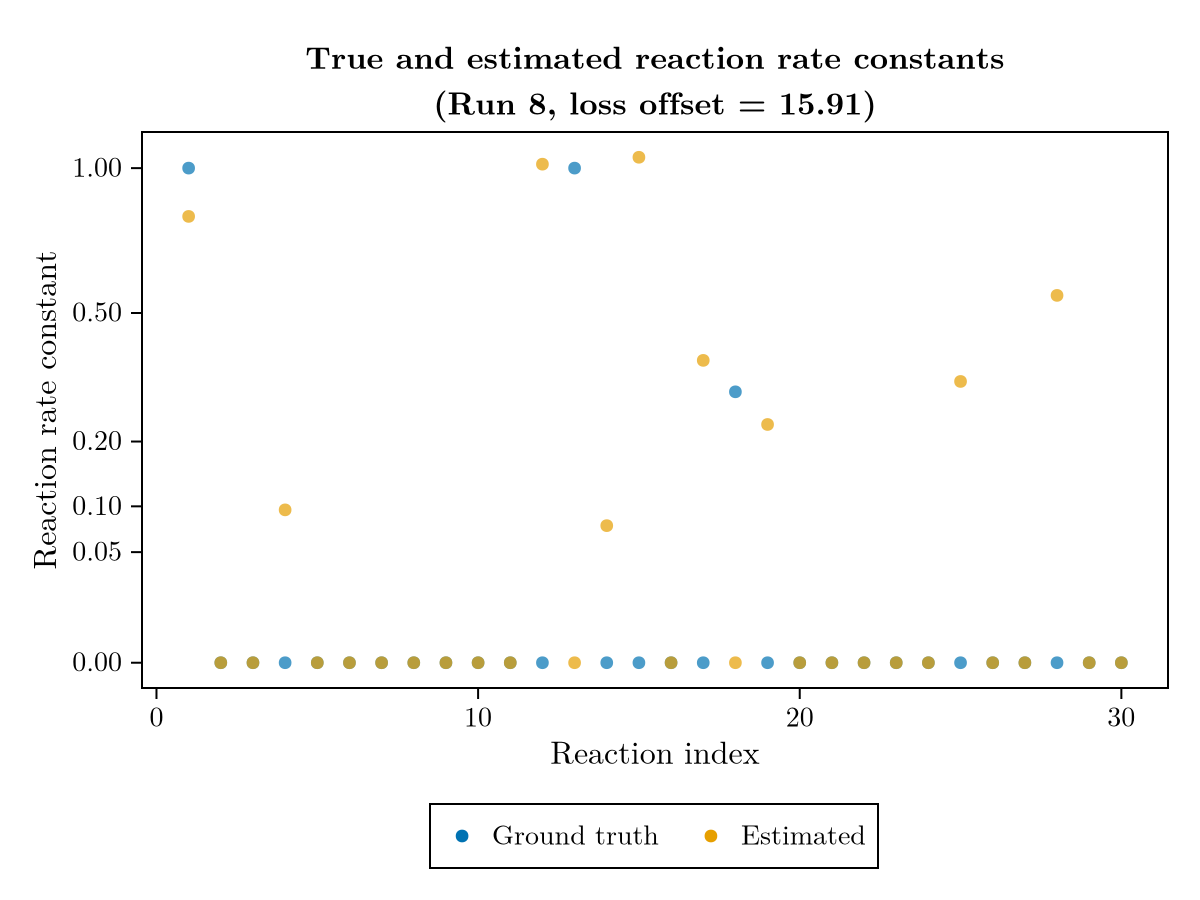 True and estimated reaction rate constants
(Run 8, loss offset = 15.91)
Reaction rate constant
1.00
0.50
0.20
0.10
0.05
0.00
0 10 20 30
Reaction index
Ground truth Estimated